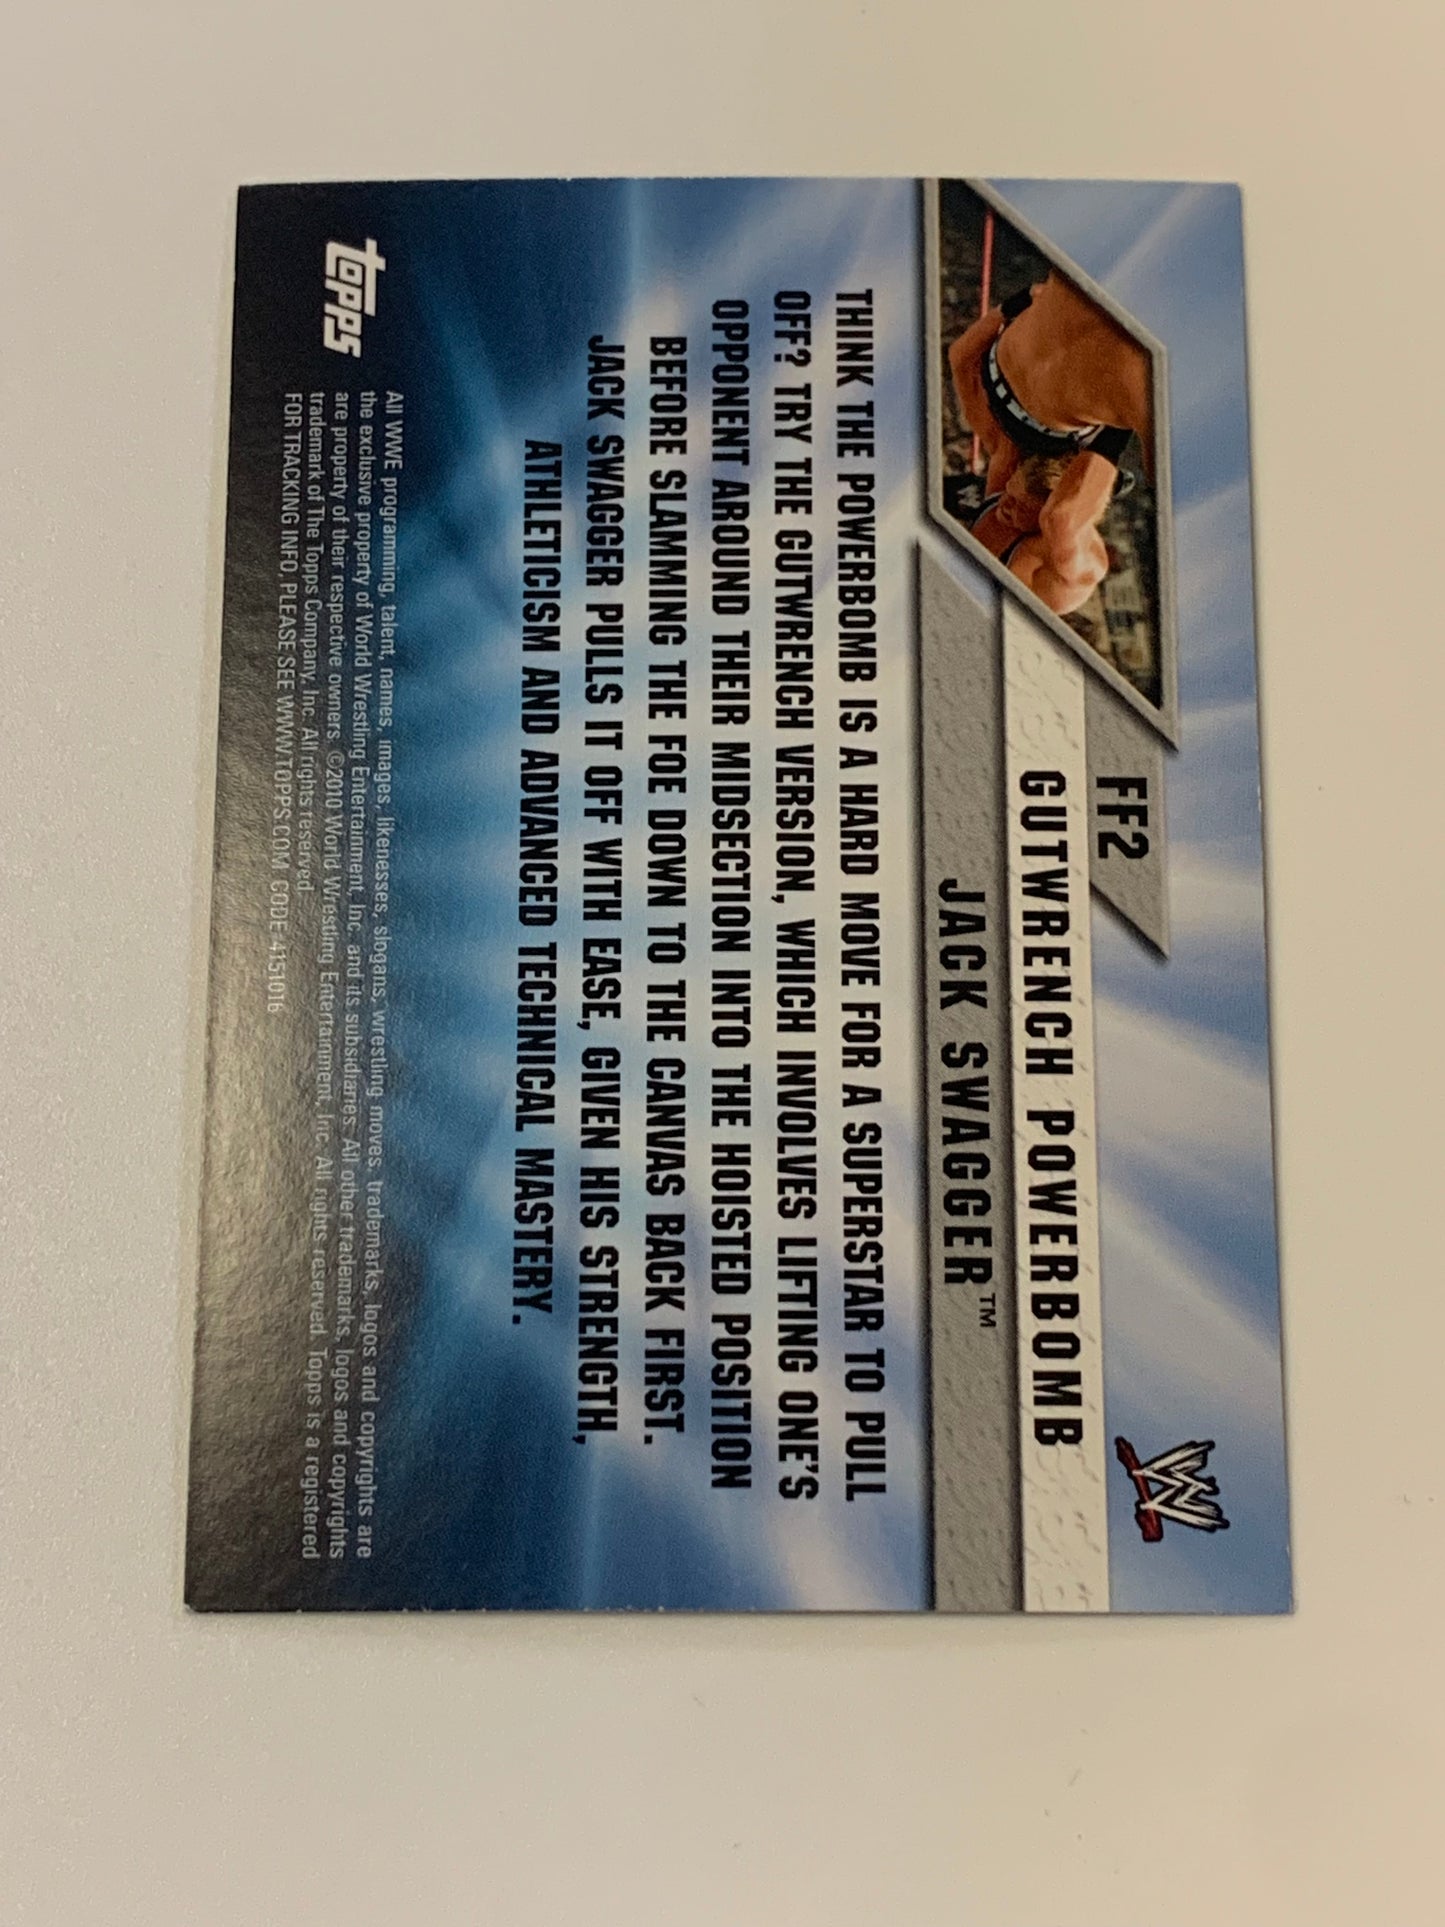 FF2
GUTWRENCH POWERBOMB
JACK SWAGGER™
THINK THE POWERBOMB IS A HARD MOVE FOR A SUPERSTAR TO PULL
OFF? TRY THE GUTWRENCH VERSION, WHICH INVOLVES LIFTING ONE'S
OPPONENT AROUND THEIR MIDSECTION INTO THE HOISTED POSITION
BEFORE SLAMMING THE FOE DOWN TO THE CANVAS BACK FIRST.
JACK SWAGGER PULLS IT OFF WITH EASE, GIVEN HIS STRENGTH,
ATHLETICISM AND ADVANCED TECHNICAL MASTERY.
topps
All WWE programming, talent, names, images, likenesses, slogans, wrestling moves, trademarks, logos and copyrights are
the exclusive property of World Wrestling Entertainment, Inc. and its subsidiaries. All other trademarks, logos and copyrights
are property of their respective owners. ©2010 World Wrestling Entertainment, Inc. All rights reserved. Topps is a registered
trademark of The Topps Company, Inc. All rights reserved.
FOR TRACKING INFO, PLEASE SEE WWW.TOPPS.COM CODE 4151016